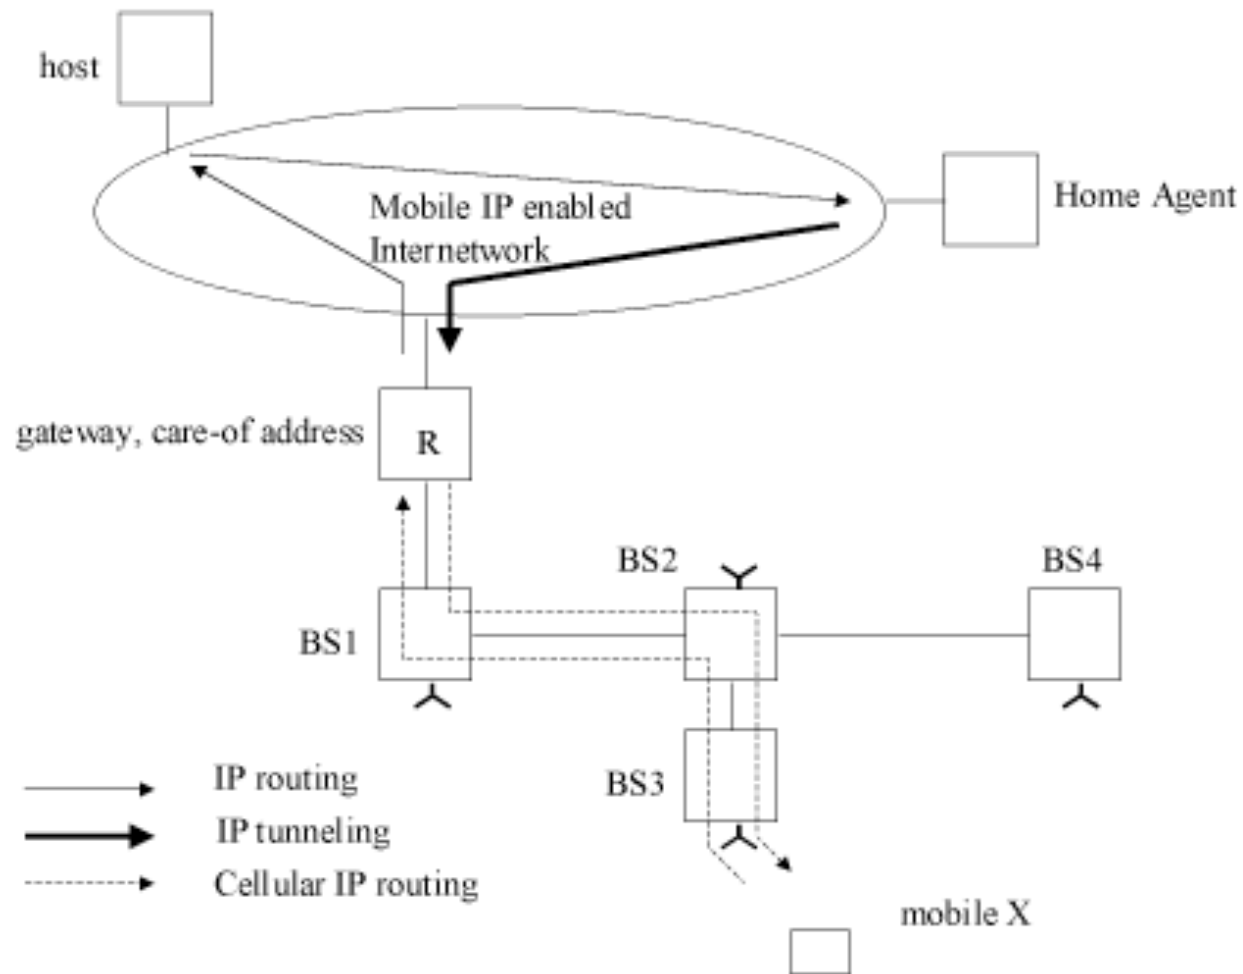 host
Mobile IP enabled
Internetwork
Home Agent
gateway, care-of address
R
BS2
BS4
BS1
BS3
IP routing
IP tunneling
Cellular IP routing
mobile X